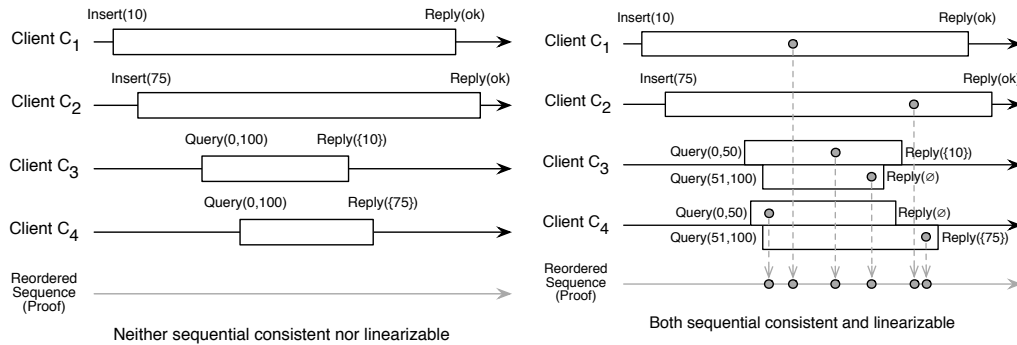 Insert(10)
Reply(ok)
Client C1
Insert(75)
Reply(ok)
Client C2
Query(0,100)
Reply({10})
Client C3
Query(0,100)
Reply({75})
Client C4
Reordered
Sequence
(Proof)
Neither sequential consistent nor linearizable
Insert(10)
Reply(ok)
Client C1
Insert(75)
Reply(ok)
Client C2
Query(0,50)
Reply({10})
Client C3
Query(51,100)
Reply(∅)
Query(0,50)
Reply(∅)
Client C4
Query(51,100)
Reply({75})
Reordered
Sequence
(Proof)
Both sequential consistent and linearizable